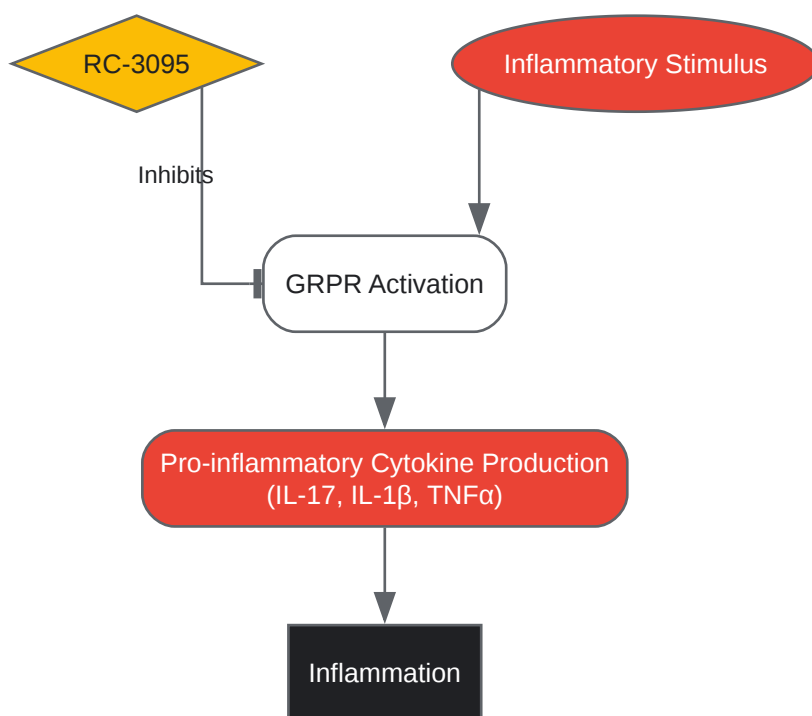 RC-3095
Inflammatory Stimulus
Inhibits
GRPR Activation
Pro-inflammatory Cytokine Production
(IL-17, IL-1β, TNFα)
Inflammation